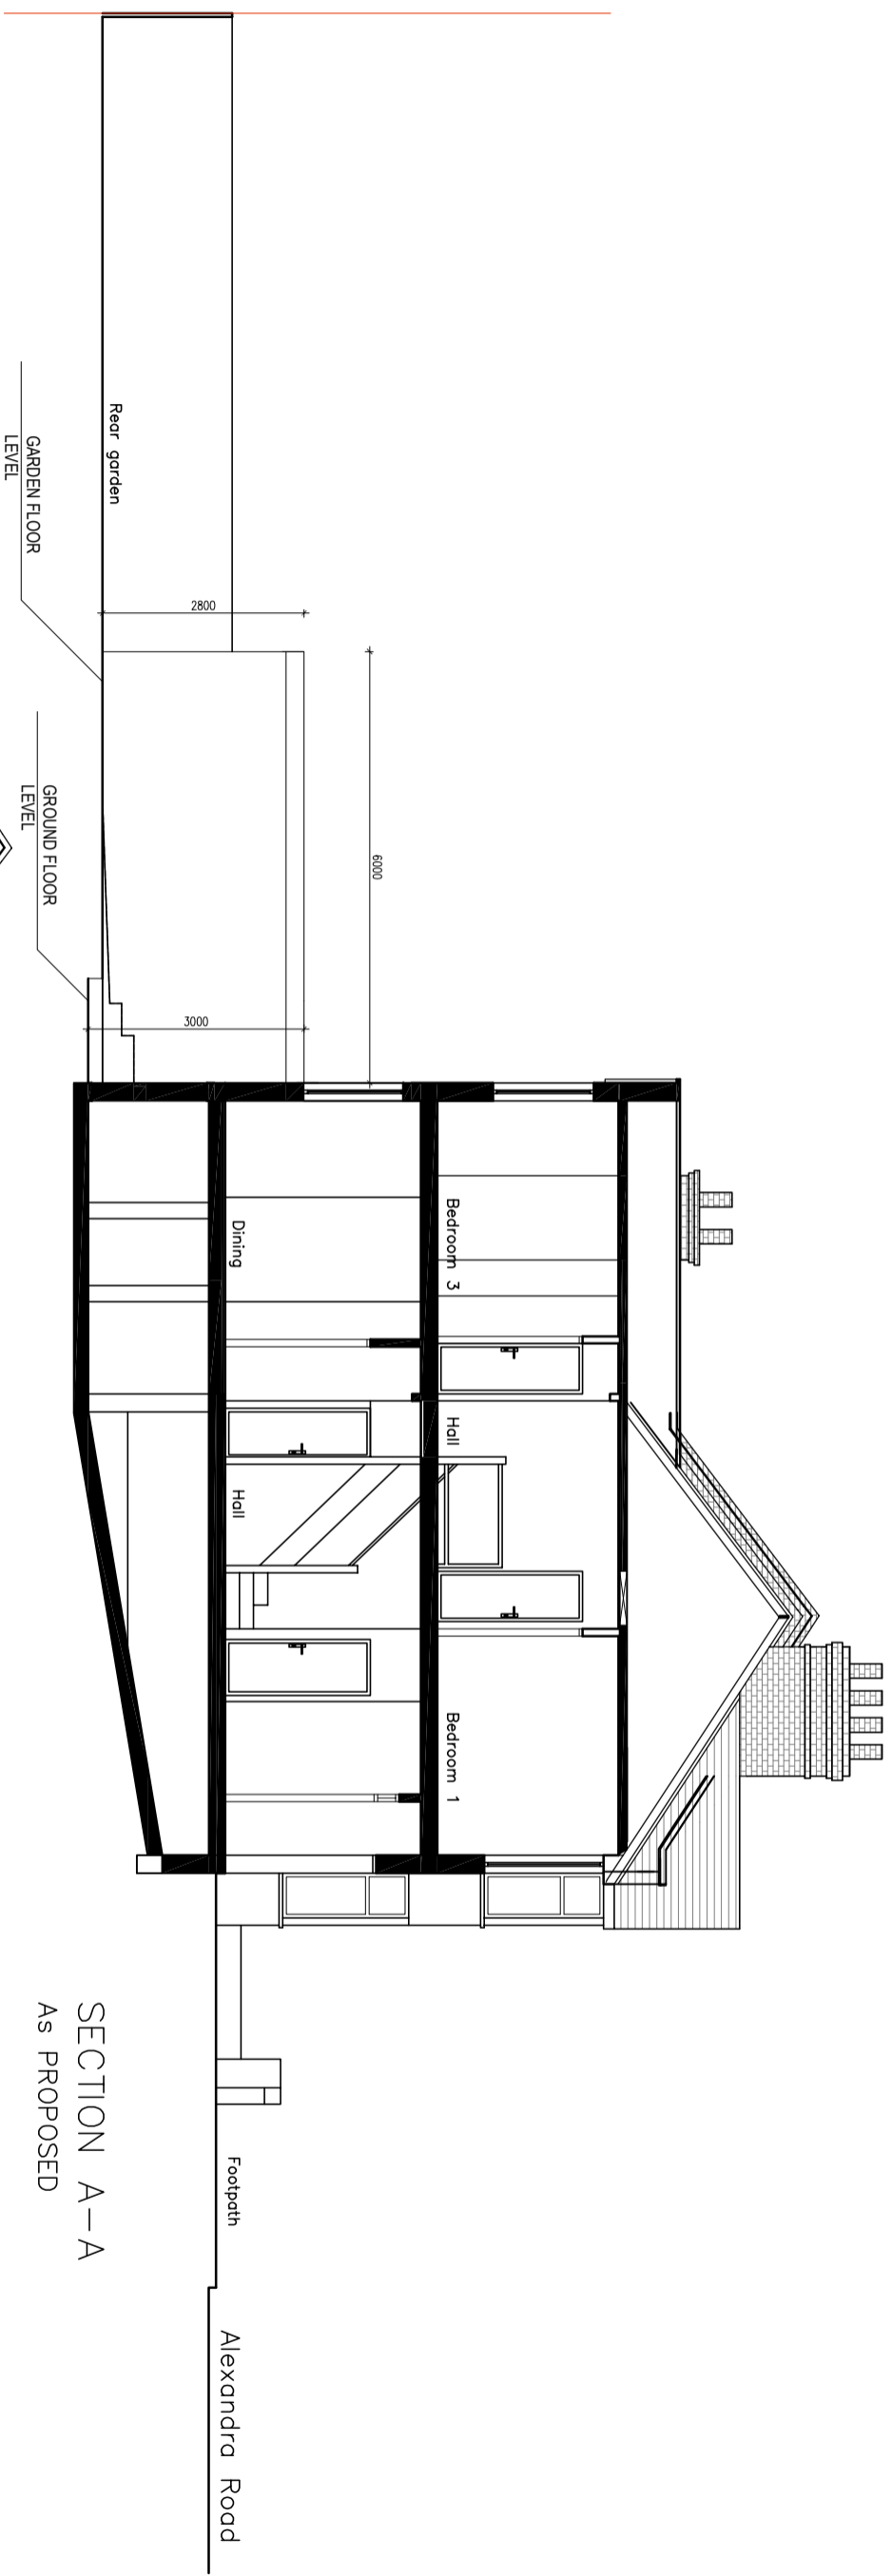 Bedroom 3
Hall
Bedroom 1
6000
2800
3000
Dining
Hall
Rear garden
GARDEN FLOOR
LEVEL
GROUND FLOOR
LEVEL
Footpath
Alexandra Road
SECTION A-A
As PROPOSED